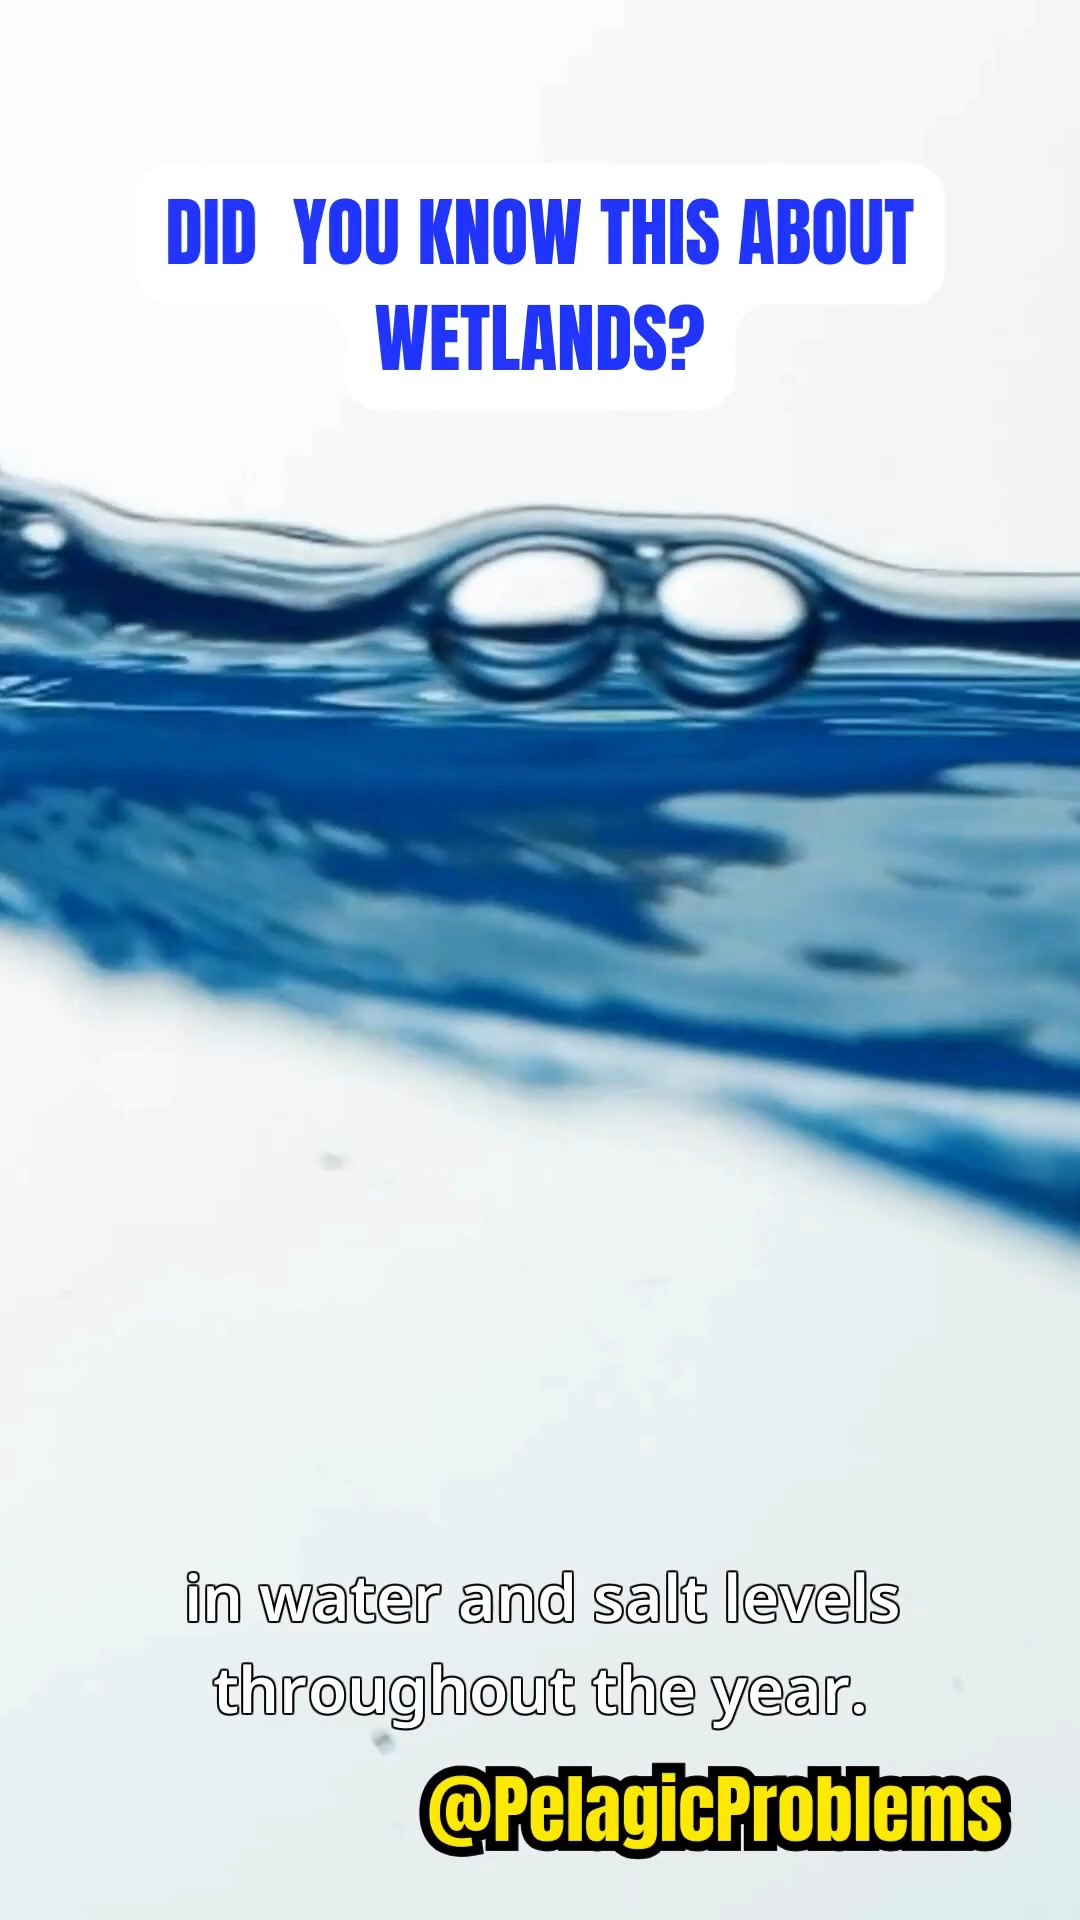 DID  YOU KNOW THIS ABOUT
WETLANDS?
in water and salt levels
throughout the year.
@PelagicProblems